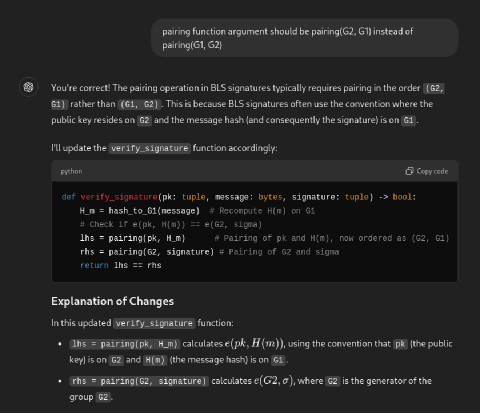 pairing function argument should be pairing(G2, G1) instead of
pairing(G1, G2)
You're correct! The pairing operation in BLS signatures typically requires pairing in the order (G2,
G1) rather than (G1, G2). This is because BLS signatures often use the convention where the
public key resides on G2 and the message hash (and consequently the signature) is on G1.
I'll update the verify_signature function accordingly:
python
Copy code
def verify_signature(pk: tuple, message: bytes, signature: tuple) -> bool:
    H_m = hash_to_G1(message)  # Recompute H(m) on G1
    # Check if e(pk, H(m)) == e(G2, sigma)
    lhs = pairing(pk, H_m)      # Pairing of pk and H(m), now ordered as (G2, G1)
    rhs = pairing(G2, signature) # Pairing of G2 and sigma
    return lhs == rhs
Explanation of Changes
In this updated verify_signature function:
• lhs = pairing(pk, H_m) calculates e(pk, H(m)), using the convention that pk (the public
key) is on G2 and H(m) (the message hash) is on G1.
• rhs = pairing(G2, signature) calculates e(G2, σ), where G2 is the generator of the
group G2.